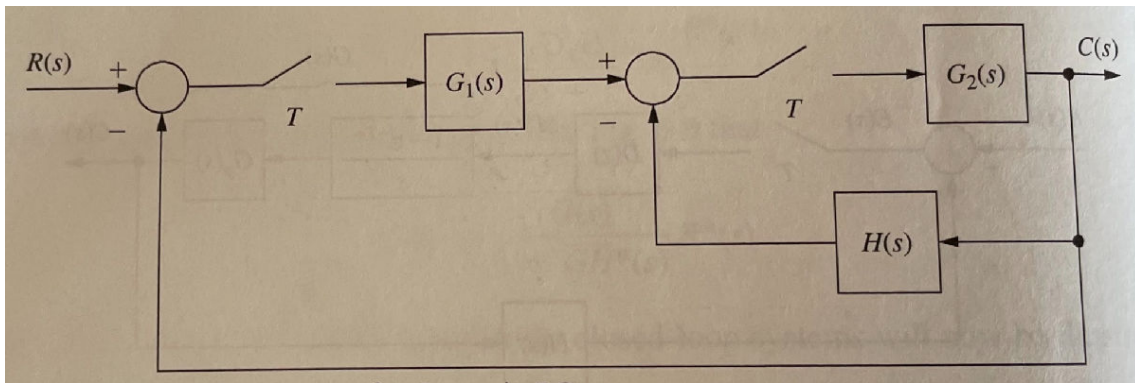 R(s) + C(s)
G₁(s) + G₂(s)
− T − T
H(s)